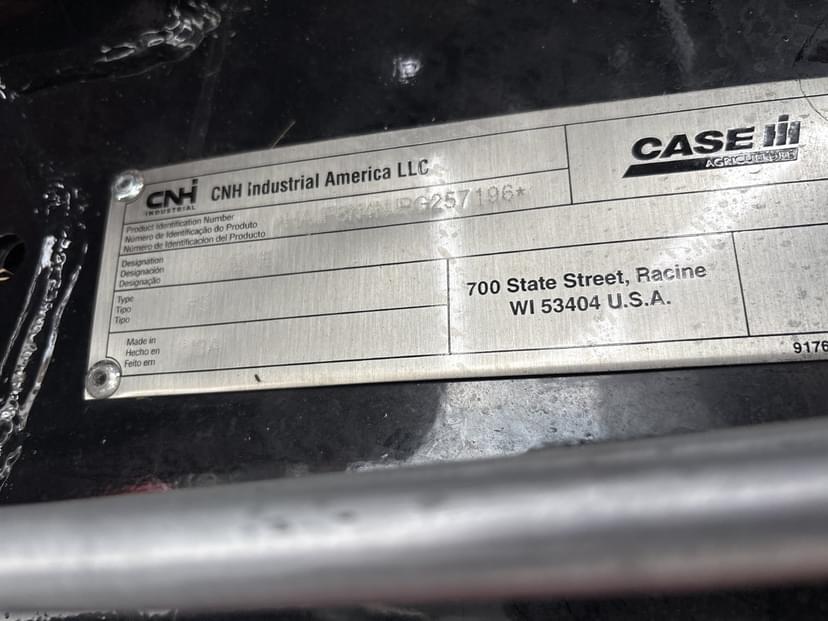 CNH
INDUSTRIAL
CNH Industrial America LLC
CASE IH
AGRICULTURE
Product Identification Number
Número de Identificação do Produto
Número de Identificacion del Producto
257196*
Designation
Designación
Designação
700 State Street, Racine
WI 53404 U.S.A.
Type
Tipo
Tipo
Made in
Hecho en
Feito em
9176